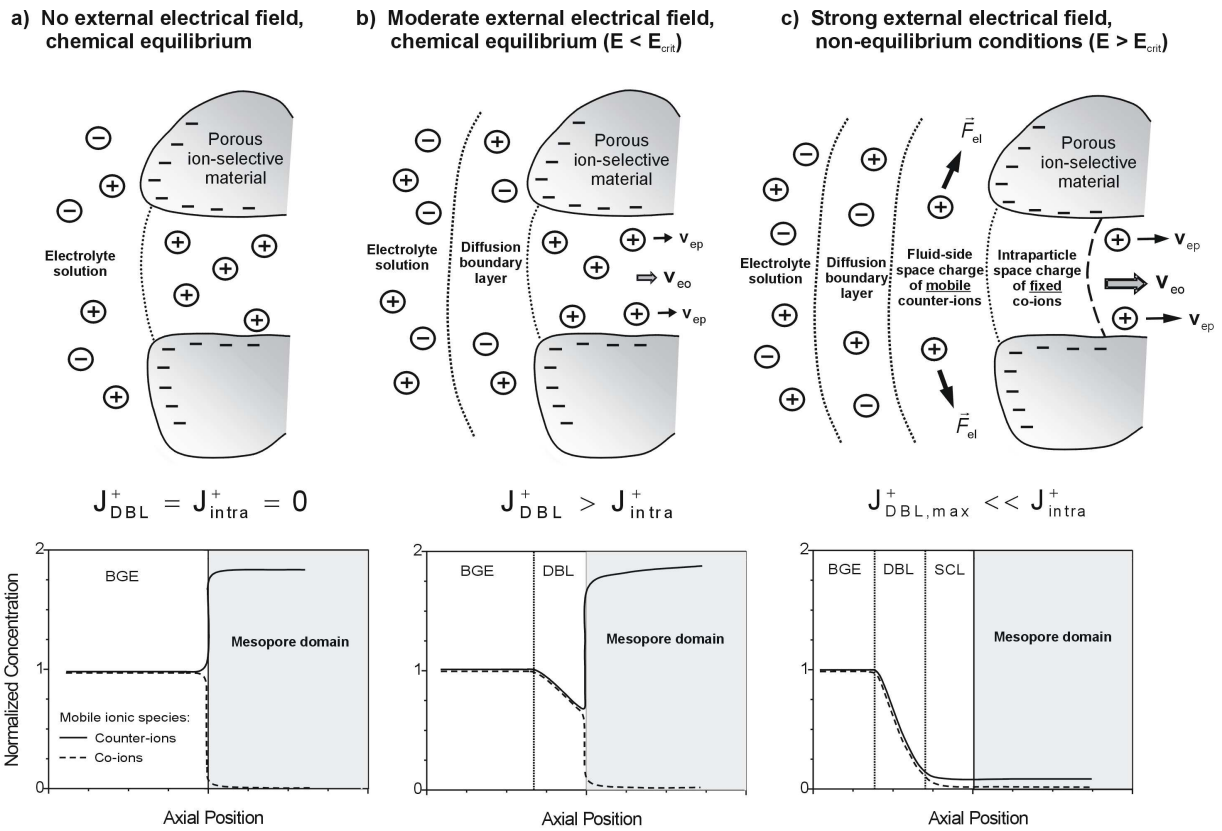 a) No external electrical field,
chemical equilibrium
b) Moderate external electrical field,
chemical equilibrium (E < Ecrit)
c) Strong external electrical field,
non-equilibrium conditions (E > Ecrit)
Porous
ion-selective
material
Electrolyte
solution
Porous
ion-selective
material
Electrolyte
solution
Diffusion
boundary
layer
vep
veo
vep
Porous
ion-selective
material
Fel
Electrolyte
solution
Diffusion
boundary
layer
Fluid-side
space charge
of mobile
counter-ions
Intraparticle
space charge
of fixed
co-ions
vep
veo
vep
Fel
J+DBL = J+intra = 0
J+DBL > J+intra
J+DBL,max << J+intra
Normalized Concentration
2
1
0
BGE
Mesopore domain
Mobile ionic species:
Counter-ions
Co-ions
Axial Position
2
1
0
BGE
DBL
Mesopore domain
Axial Position
2
1
0
BGE
DBL
SCL
Mesopore domain
Axial Position